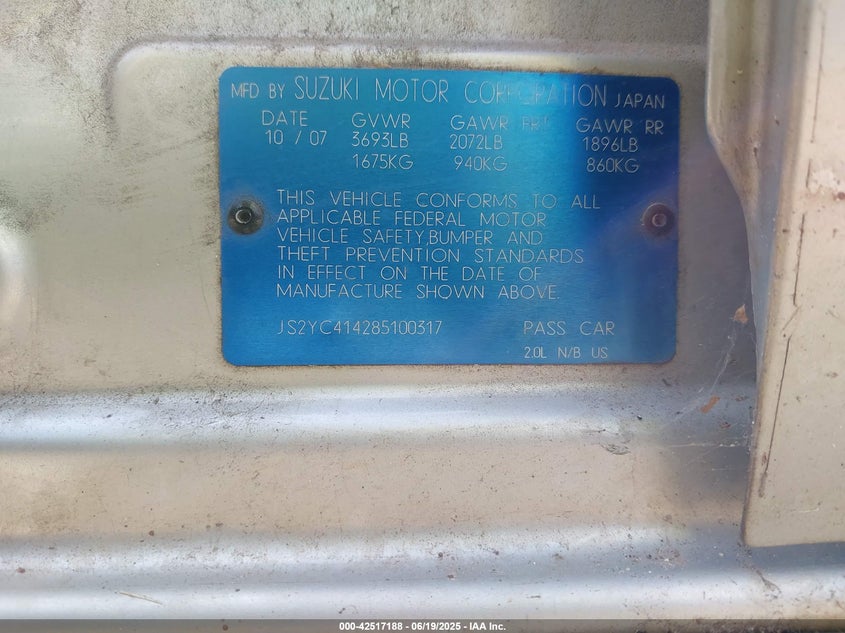 MFD BY SUZUKI MOTOR CORPORATION JAPAN
DATE GVWR GAWR FRT GAWR RR
10 / 07 3693LB 2072LB 1896LB
1675KG 940KG 860KG
THIS VEHICLE CONFORMS TO ALL
APPLICABLE FEDERAL MOTOR
VEHICLE SAFETY,BUMPER AND
THEFT PREVENTION STANDARDS
IN EFFECT ON THE DATE OF
MANUFACTURE SHOWN ABOVE.
JS2YC414285100317 PASS CAR
2.0L N/B US
000-42517188 - 06/19/2025 - IAA Inc.